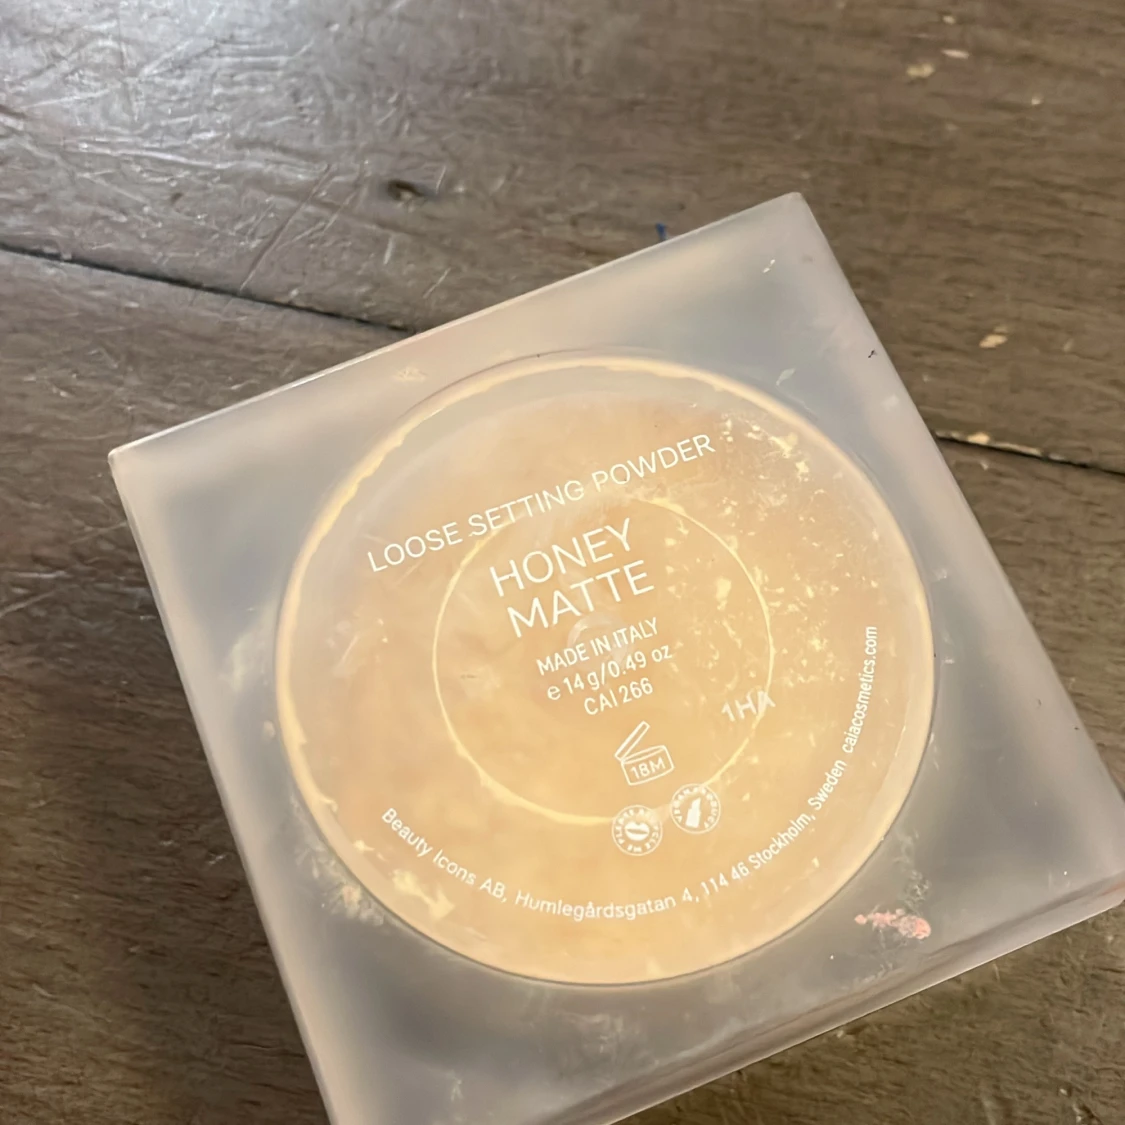 LOOSE SETTING POWDER
HONEY
MATTE
MADE IN ITALY
e 14 g/0.49 oz
CAI 266
1HA
18M
Beauty Icons AB, Humlegårdsgatan 4, 114 46 Stockholm, Sweden caiacosmetics.com